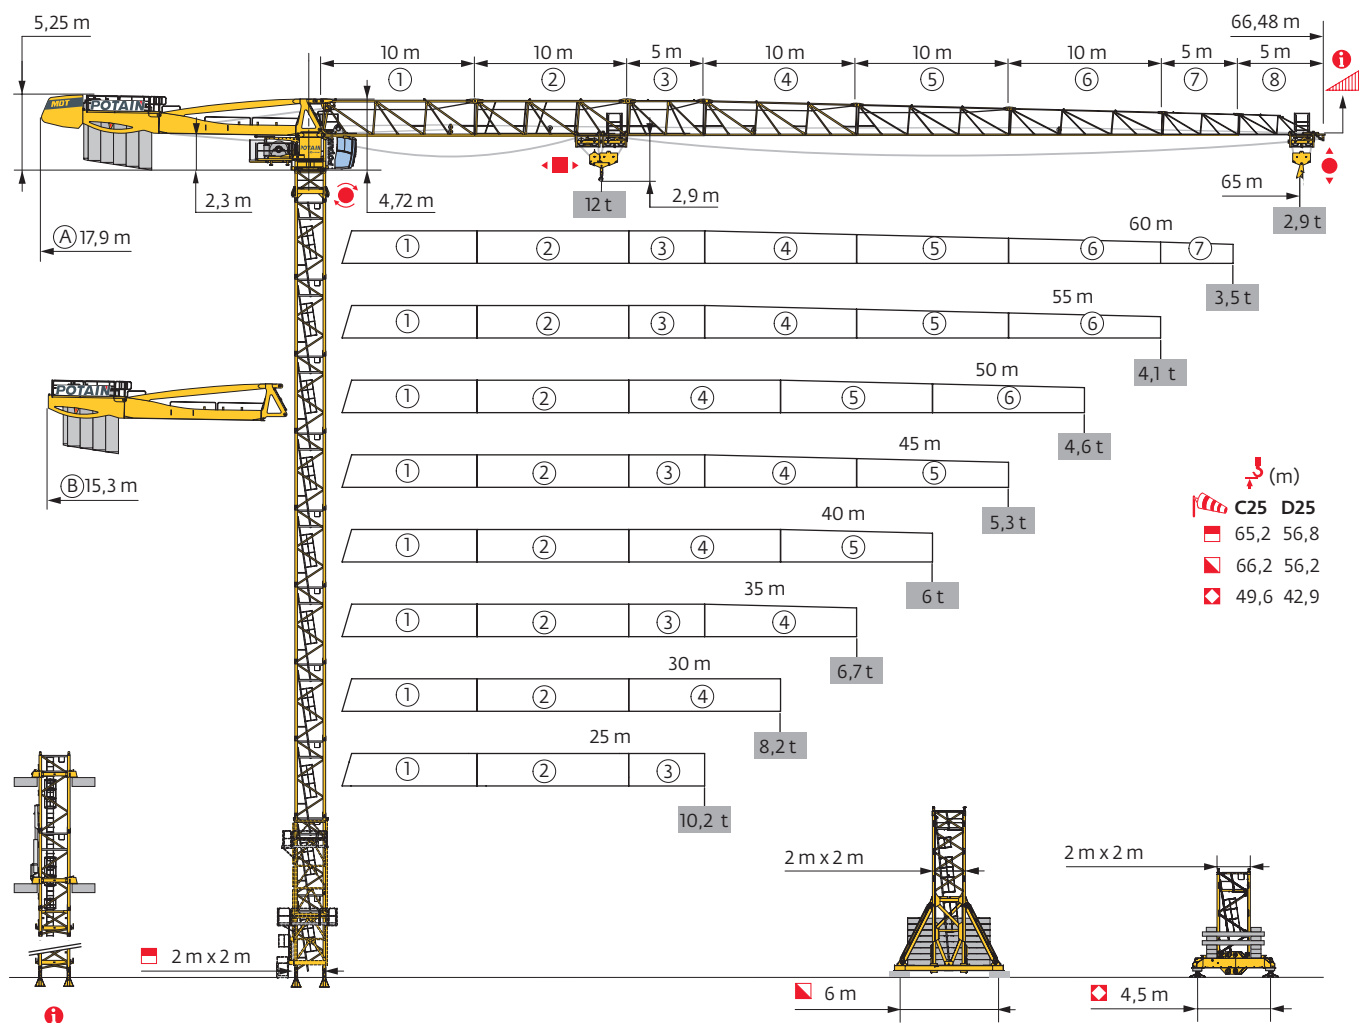 5,25 m
66,48 m
10 m 10 m 5 m 10 m 10 m 10 m 5 m 5 m
1 2 3 4 5 6 7 8
i
MDT POTAIN
POTAIN
2,3 m
4,72 m
12 t
2,9 m
65 m
2,9 t
A 17,9 m
60 m
1 2 3 4 5 6 7
3,5 t
55 m
1 2 3 4 5 6
4,1 t
50 m
1 2 4 5 6
4,6 t
POTAIN
B 15,3 m
45 m
1 2 3 4 5
5,3 t
(m)
C25 D25
65,2 56,8
66,2 56,2
49,6 42,9
40 m
1 2 4 5
6 t
35 m
1 2 3 4
6,7 t
30 m
1 2 4
8,2 t
25 m
1 2 3
10,2 t
2 m x 2 m
2 m x 2 m
2 m x 2 m
6 m
4,5 m
i